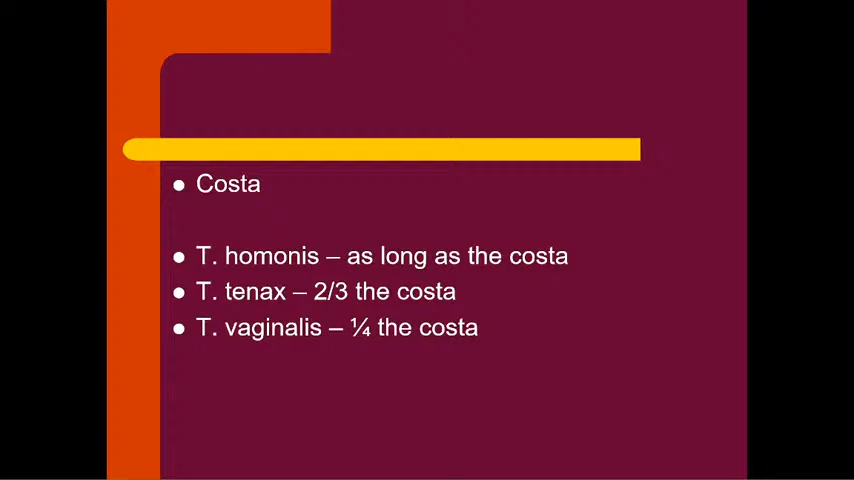 ● Costa
● T. homonis – as long as the costa
● T. tenax – 2/3 the costa
● T. vaginalis – ¼ the costa